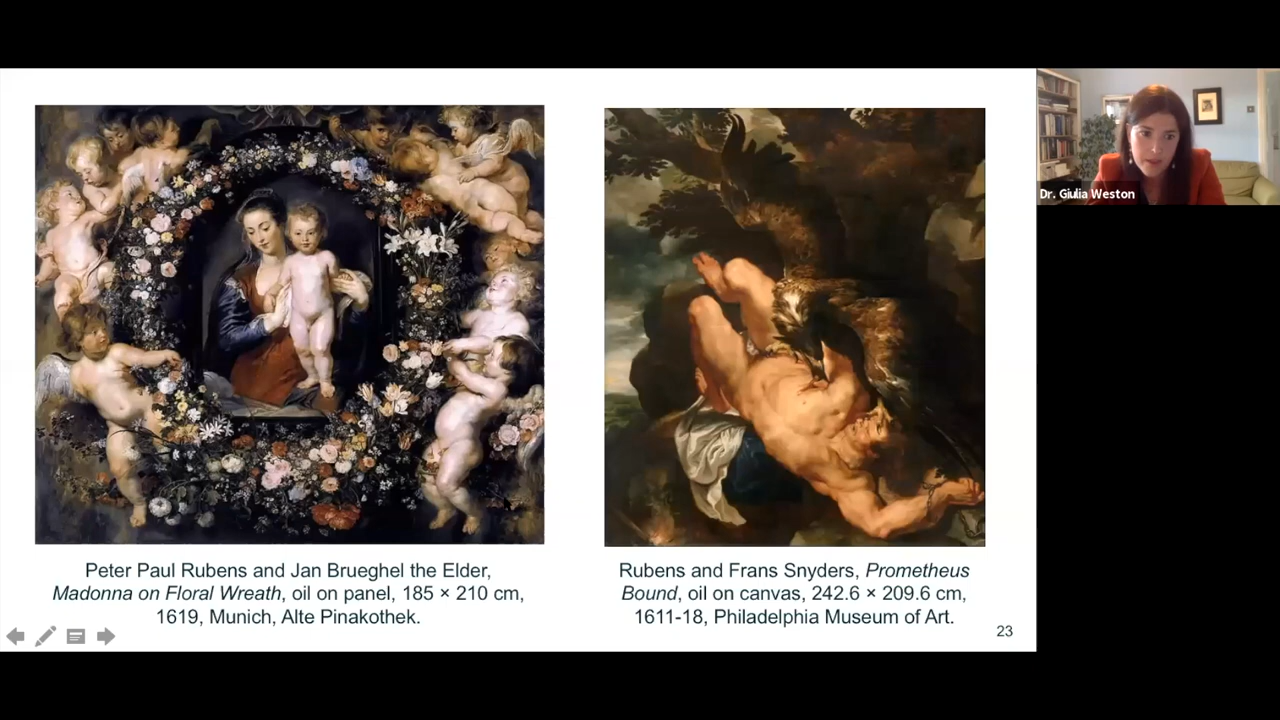 Dr. Giulia Weston
Peter Paul Rubens and Jan Brueghel the Elder,
Madonna on Floral Wreath, oil on panel, 185 × 210 cm,
1619, Munich, Alte Pinakothek.
Rubens and Frans Snyders, Prometheus
Bound, oil on canvas, 242.6 × 209.6 cm,
1611-18, Philadelphia Museum of Art.
23